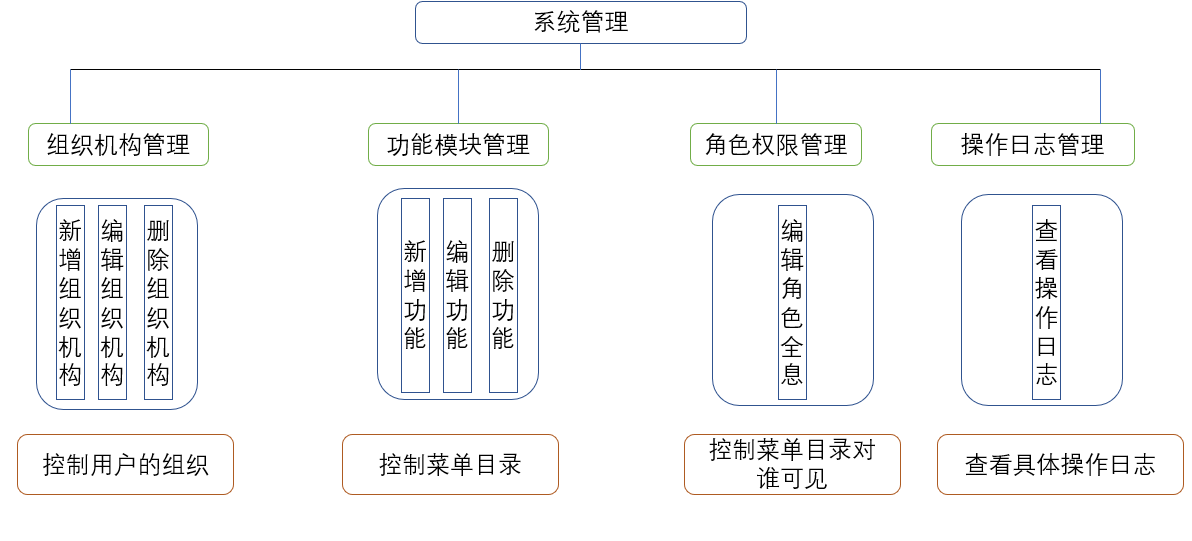 系统管理
组织机构管理
功能模块管理
角色权限管理
操作日志管理
新增组织机构
编辑组织机构
删除组织机构
新增功能
编辑功能
删除功能
编辑角色全息
查看操作日志
控制用户的组织
控制菜单目录
控制菜单目录对
谁可见
查看具体操作日志